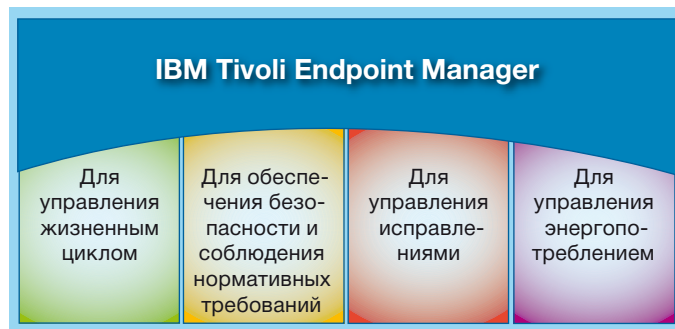 IBM Tivoli Endpoint Manager
Для
управления
жизненным
циклом
Для обеспе-
чения безо-
пасности и
соблюдения
нормативных
требований
Для
управления
исправле-
ниями
Для
управления
энергопо-
треблением